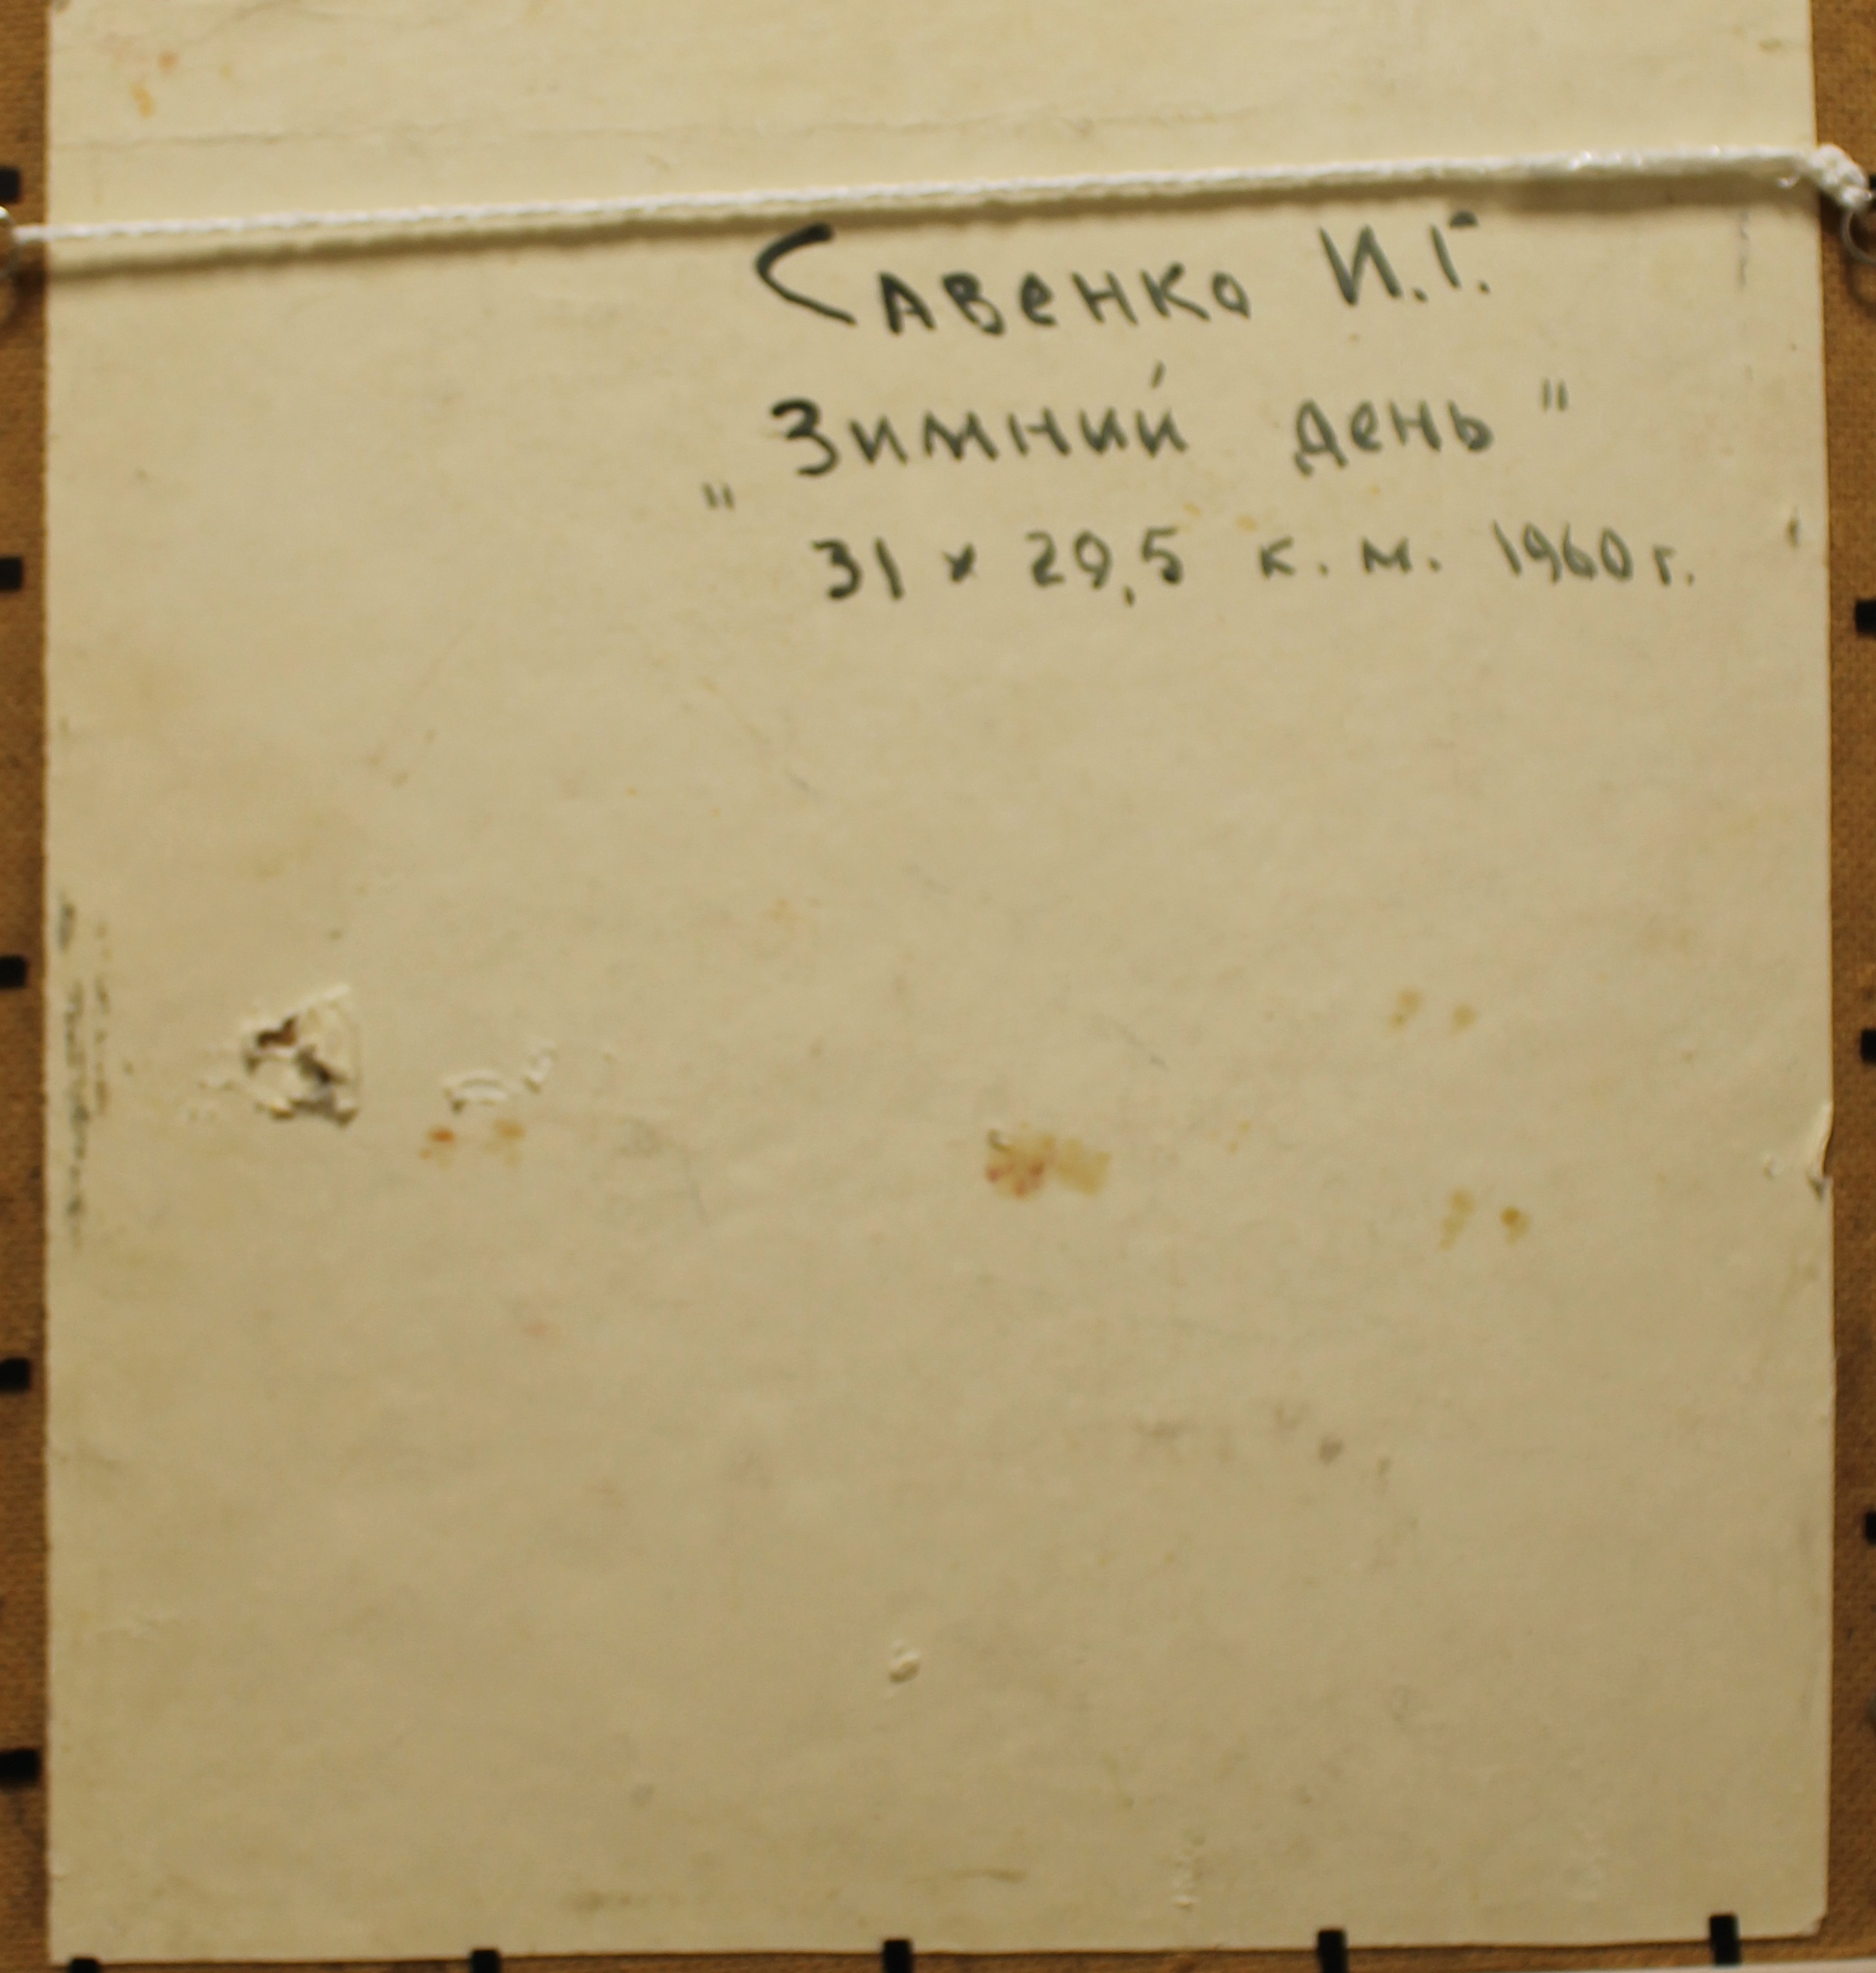 Савенко И.Г.
„Зимний день"
31 x 29,5 к.м. 1960 г.